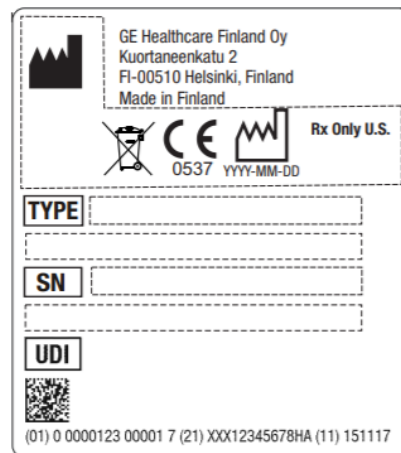 GE Healthcare Finland Oy
Kuortaneenkatu 2
FI-00510 Helsinki, Finland
Made in Finland
CE
0537
YYYY-MM-DD
Rx Only U.S.
TYPE
SN
UDI
(01) 0 0000123 00001 7 (21) XXX12345678HA (11) 151117